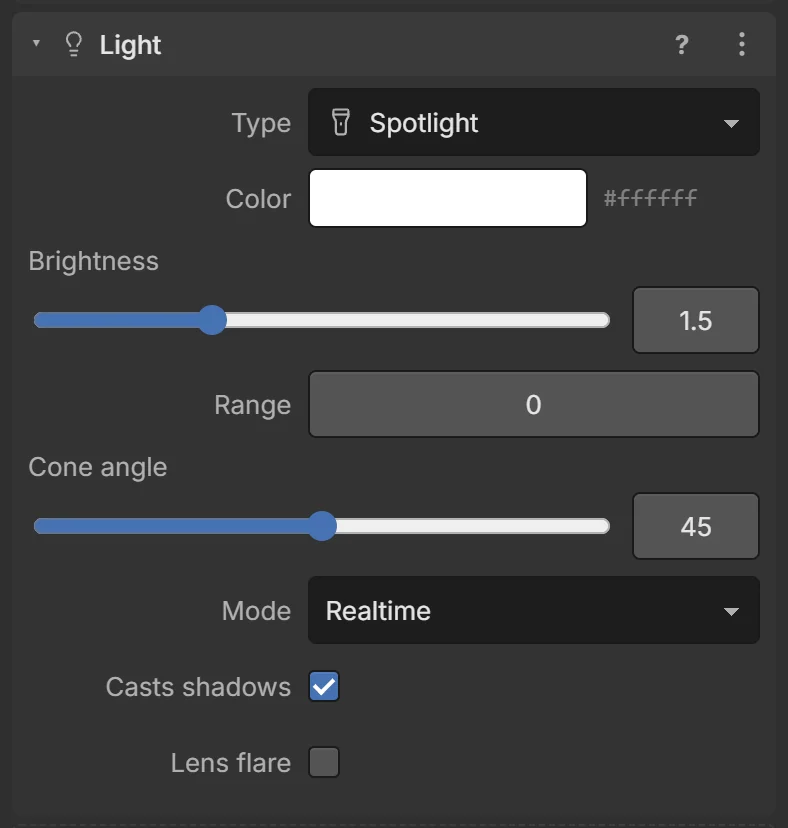 Light ?
Type Spotlight
Color #ffffff
Brightness
1.5
Range 0
Cone angle
45
Mode Realtime
Casts shadows
Lens flare